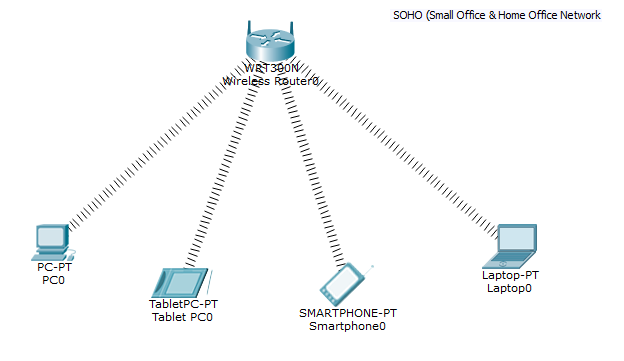 SOHO (Small Office & Home Office Network
WRT300N
Wireless Router0
PC-PT
PC0
TabletPC-PT
Tablet PC0
SMARTPHONE-PT
Smartphone0
Laptop-PT
Laptop0